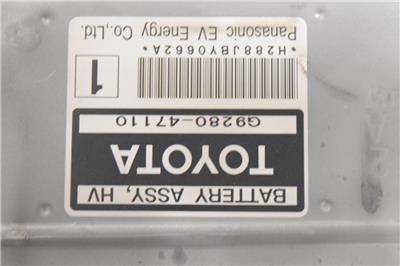 BATTERY ASSY, HV
TOYOTA
G9280-47110
1
*H288JBY0662A*
Panasonic EV Energy Co.,Ltd.